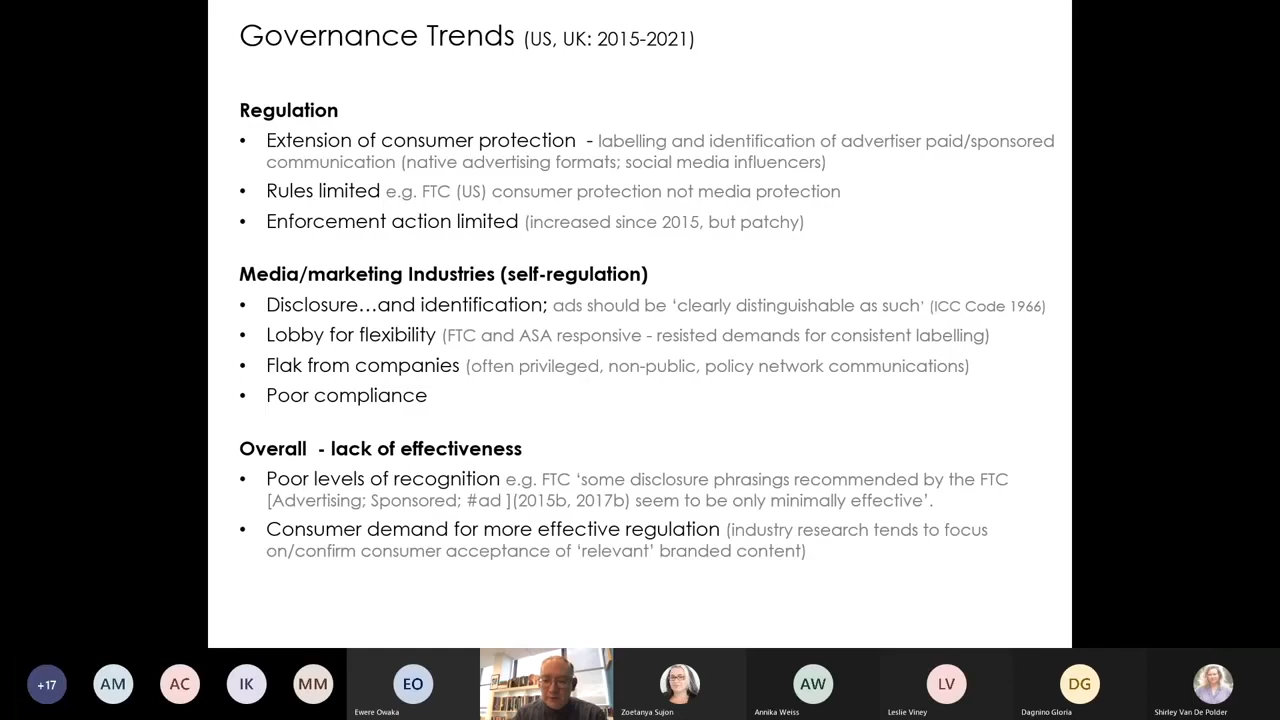 Governance Trends (US, UK: 2015-2021)
Regulation
• Extension of consumer protection - labelling and identification of advertiser paid/sponsored
communication (native advertising formats; social media influencers)
• Rules limited e.g. FTC (US) consumer protection not media protection
• Enforcement action limited (increased since 2015, but patchy)
Media/marketing Industries (self-regulation)
• Disclosure…and identification; ads should be ‘clearly distinguishable as such’ (ICC Code 1966)
• Lobby for flexibility (FTC and ASA responsive - resisted demands for consistent labelling)
• Flak from companies (often privileged, non-public, policy network communications)
• Poor compliance
Overall - lack of effectiveness
• Poor levels of recognition e.g. FTC ‘some disclosure phrasings recommended by the FTC
[Advertising; Sponsored; #ad ](2015b, 2017b) seem to be only minimally effective’.
• Consumer demand for more effective regulation (industry research tends to focus
on/confirm consumer acceptance of ‘relevant’ branded content)
+17 AM AC IK MM EO AW LV DG
Ewere Owaka Zoetanya Sujon Annika Weiss Leslie Viney Dagnino Gloria Shirley Van De Polder